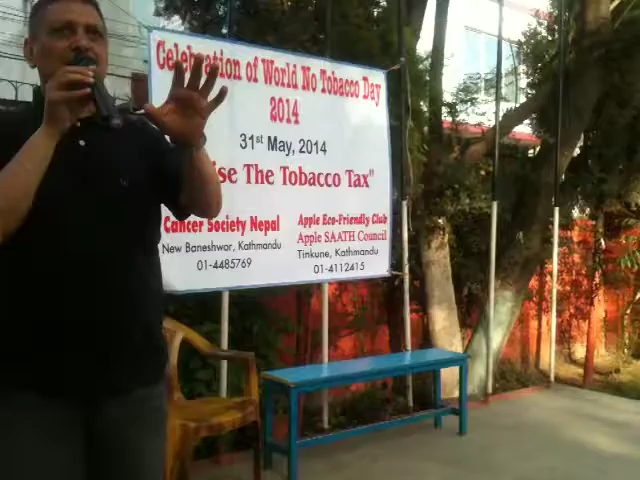 Celebration of World No Tobacco Day
2014
31st May, 2014
The Tobacco Tax"
Cancer Society Nepal
New Baneshwor, Kathmandu
01-4485769
Apple Eco-Friendly Club
Apple SAATH Council
Tinkune, Kathmandu
01-4112415